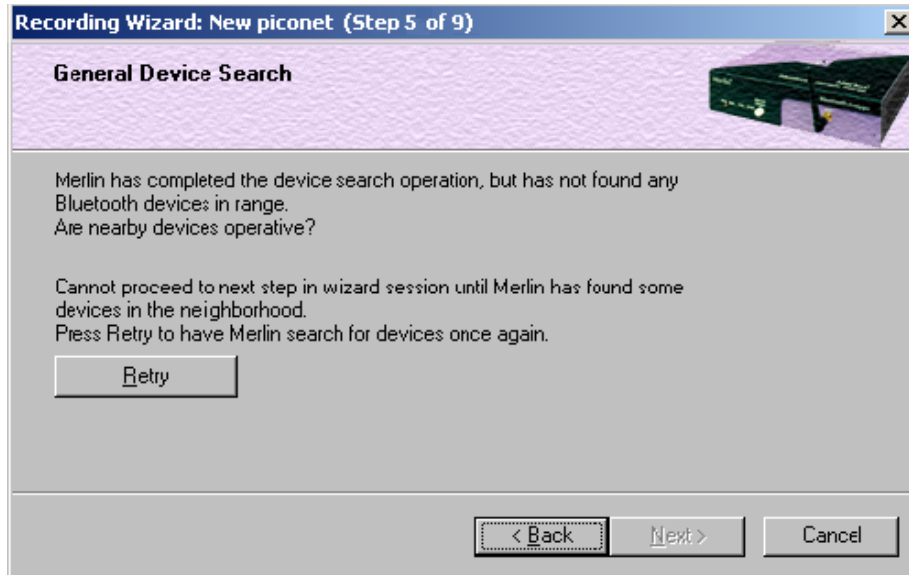 Recording Wizard: New piconet (Step 5 of 9)
General Device Search
Merlin has completed the device search operation, but has not found any
Bluetooth devices in range.
Are nearby devices operative?
Cannot proceed to next step in wizard session until Merlin has found some
devices in the neighborhood.
Press Retry to have Merlin search for devices once again.
Retry
< Back
Next >
Cancel